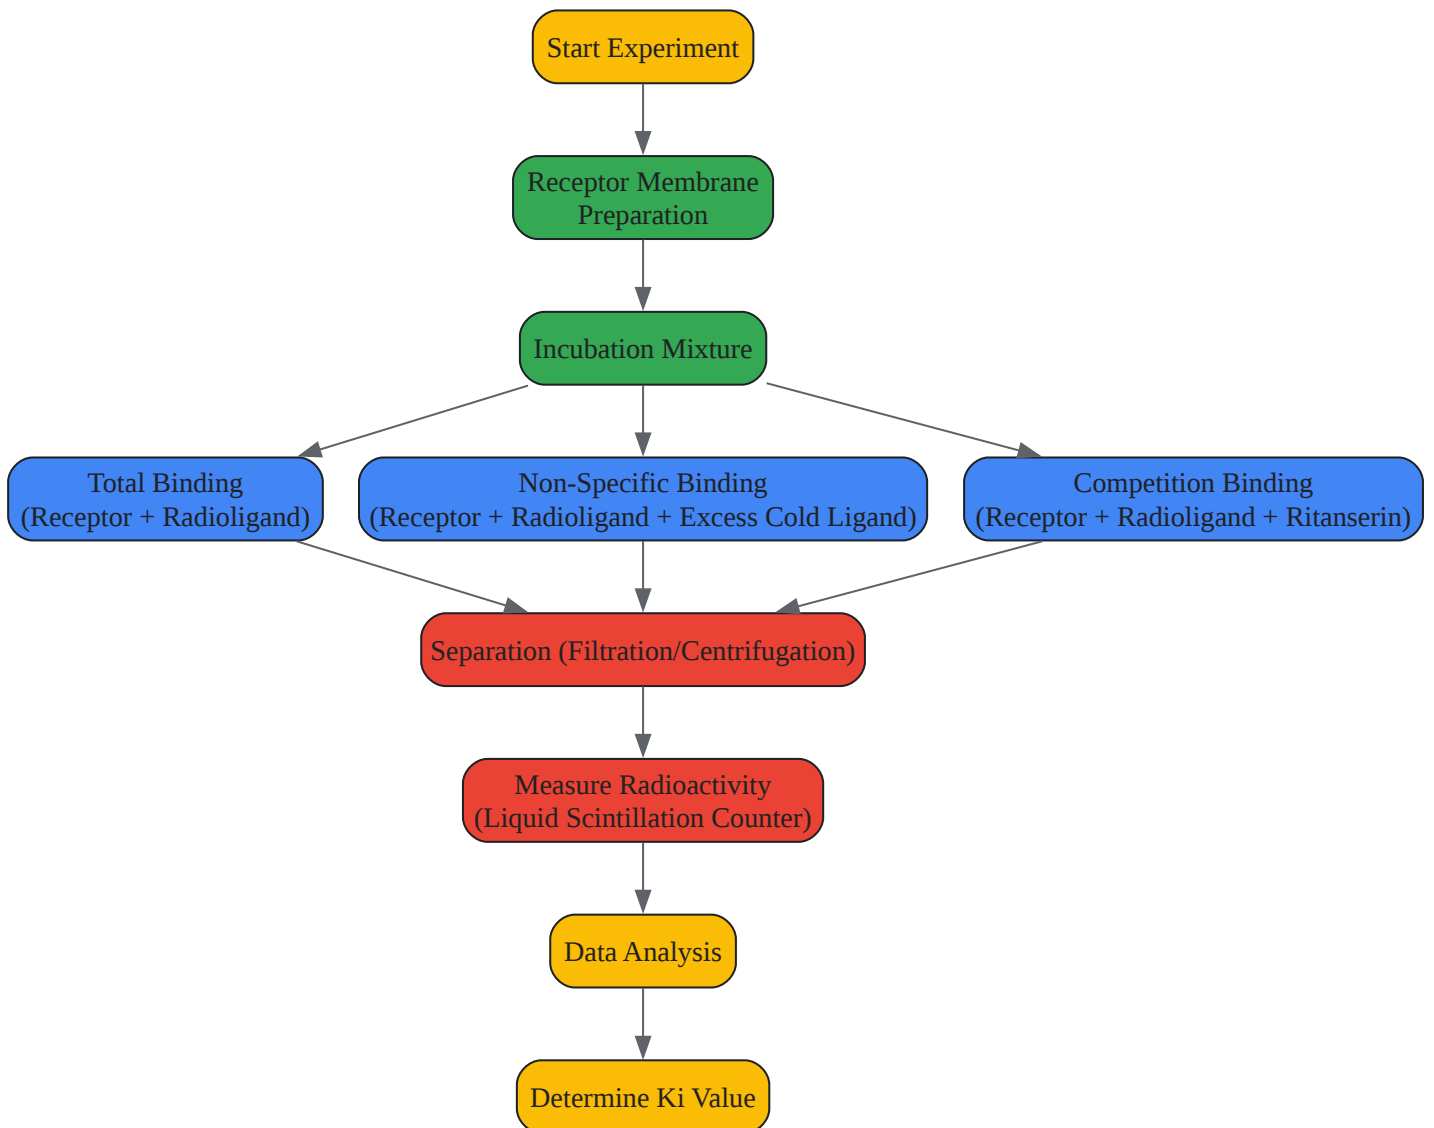 Start Experiment
Receptor Membrane
Preparation
Incubation Mixture
Total Binding
(Receptor + Radioligand)
Non-Specific Binding
(Receptor + Radioligand + Excess Cold Ligand)
Competition Binding
(Receptor + Radioligand + Ritanserin)
Separation (Filtration/Centrifugation)
Measure Radioactivity
(Liquid Scintillation Counter)
Data Analysis
Determine Ki Value